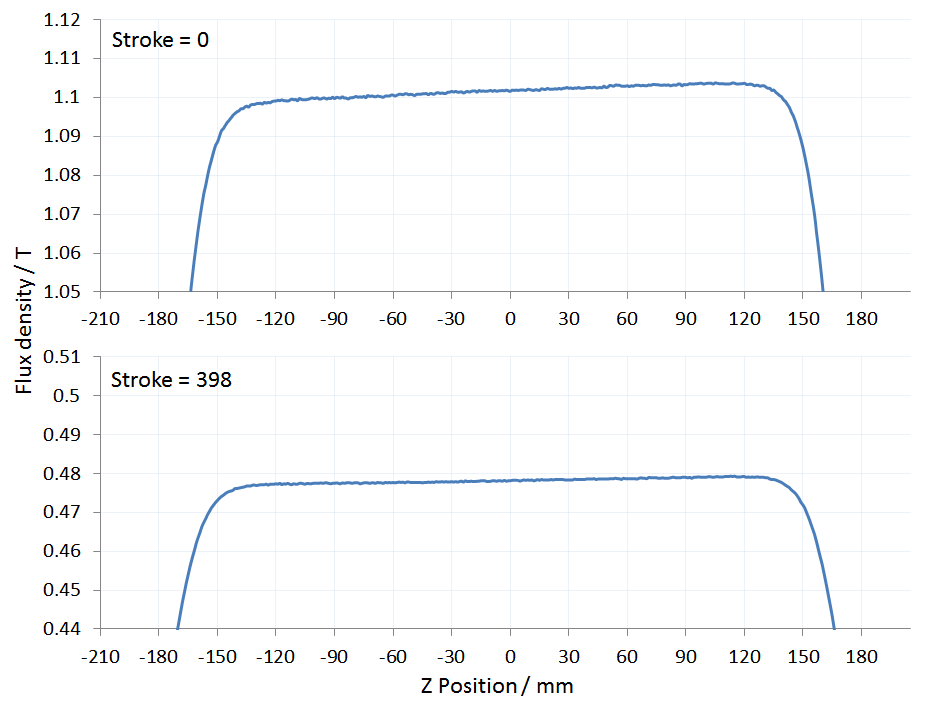 1.12
Stroke = 0
1.11
1.1
1.09
1.08
1.07
1.06
1.05
-210 -180 -150 -120 -90 -60 -30 0 30 60 90 120 150 180
Flux density / T
0.51
Stroke = 398
0.5
0.49
0.48
0.47
0.46
0.45
0.44
-210 -180 -150 -120 -90 -60 -30 0 30 60 90 120 150 180
Z Position / mm